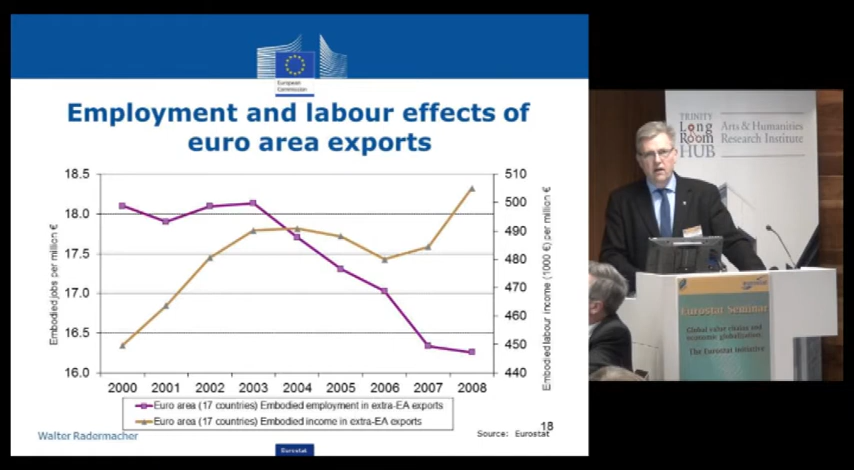 European
Commission
Employment and labour effects of
euro area exports
Embodied jobs per million €
18.5
18.0
17.5
17.0
16.5
16.0
510
500
490
480
470
460
450
440
Embodied labour income (1000 €) per million €
2000 2001 2002 2003 2004 2005 2006 2007 2008
Euro area (17 countries) Embodied employment in extra-EA exports
Euro area (17 countries) Embodied income in extra-EA exports
18
Walter Radermacher
Source: Eurostat
Eurostat
TRINITY
Long
Room
HUB
Arts & Humanities
Research Institute
eurostat
Eurostat Seminar
Global value chains and
economic globalization
The Eurostat Initiative